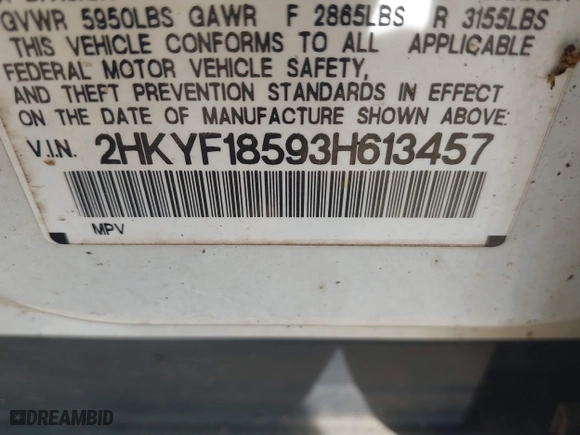 GVWR 5950LBS GAWR F 2865LBS R 3155LBS
THIS VEHICLE CONFORMS TO ALL APPLICABLE
FEDERAL MOTOR VEHICLE SAFETY,
AND THEFT PREVENTION STANDARDS IN EFFECT
ON THE DATE OF MANUFACTURE SHOWN ABOVE.
V.I.N. 2HKYF18593H613457
MPV
DREAMBID